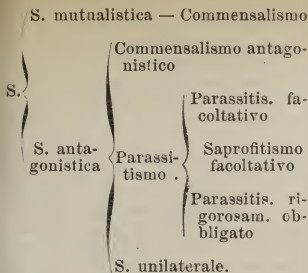 S. mutualistica — Commensalismo
Commensalismo antago-
nistico
S.
Parassitis. fa-
coltativo
S. anta-
gonistica
Parassi-
tismo .
Saprofitismo
facoltativo
Parassitis. ri-
gorosam. ob-
bligato
S. unilaterale.